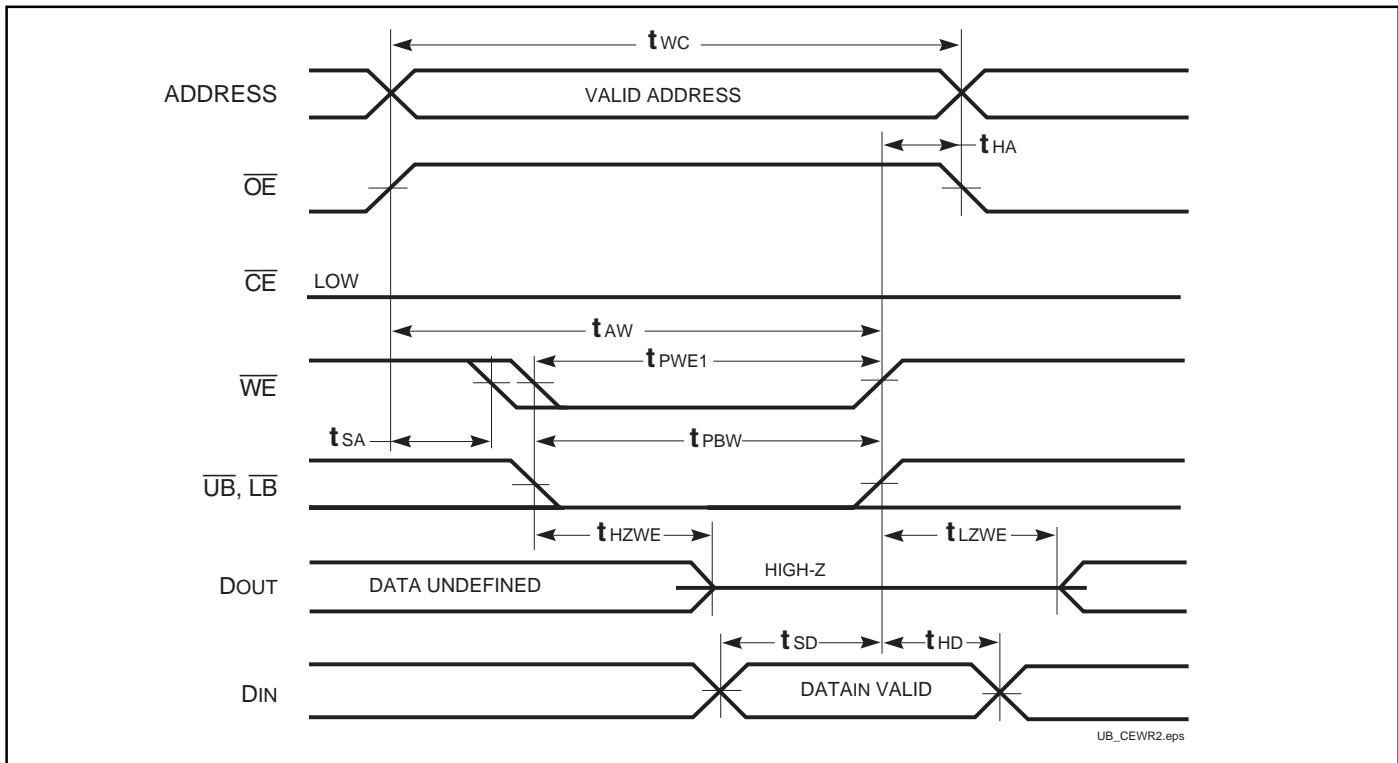 tWC
ADDRESS
VALID ADDRESS
tHA
OE
CE
LOW
tAW
WE
tPWE1
tSA
tPBW
UB, LB
tHZWE
tLZWE
DOUT
DATA UNDEFINED
HIGH-Z
tSD
tHD
DIN
DATAIN VALID
UB_CEWR2.eps